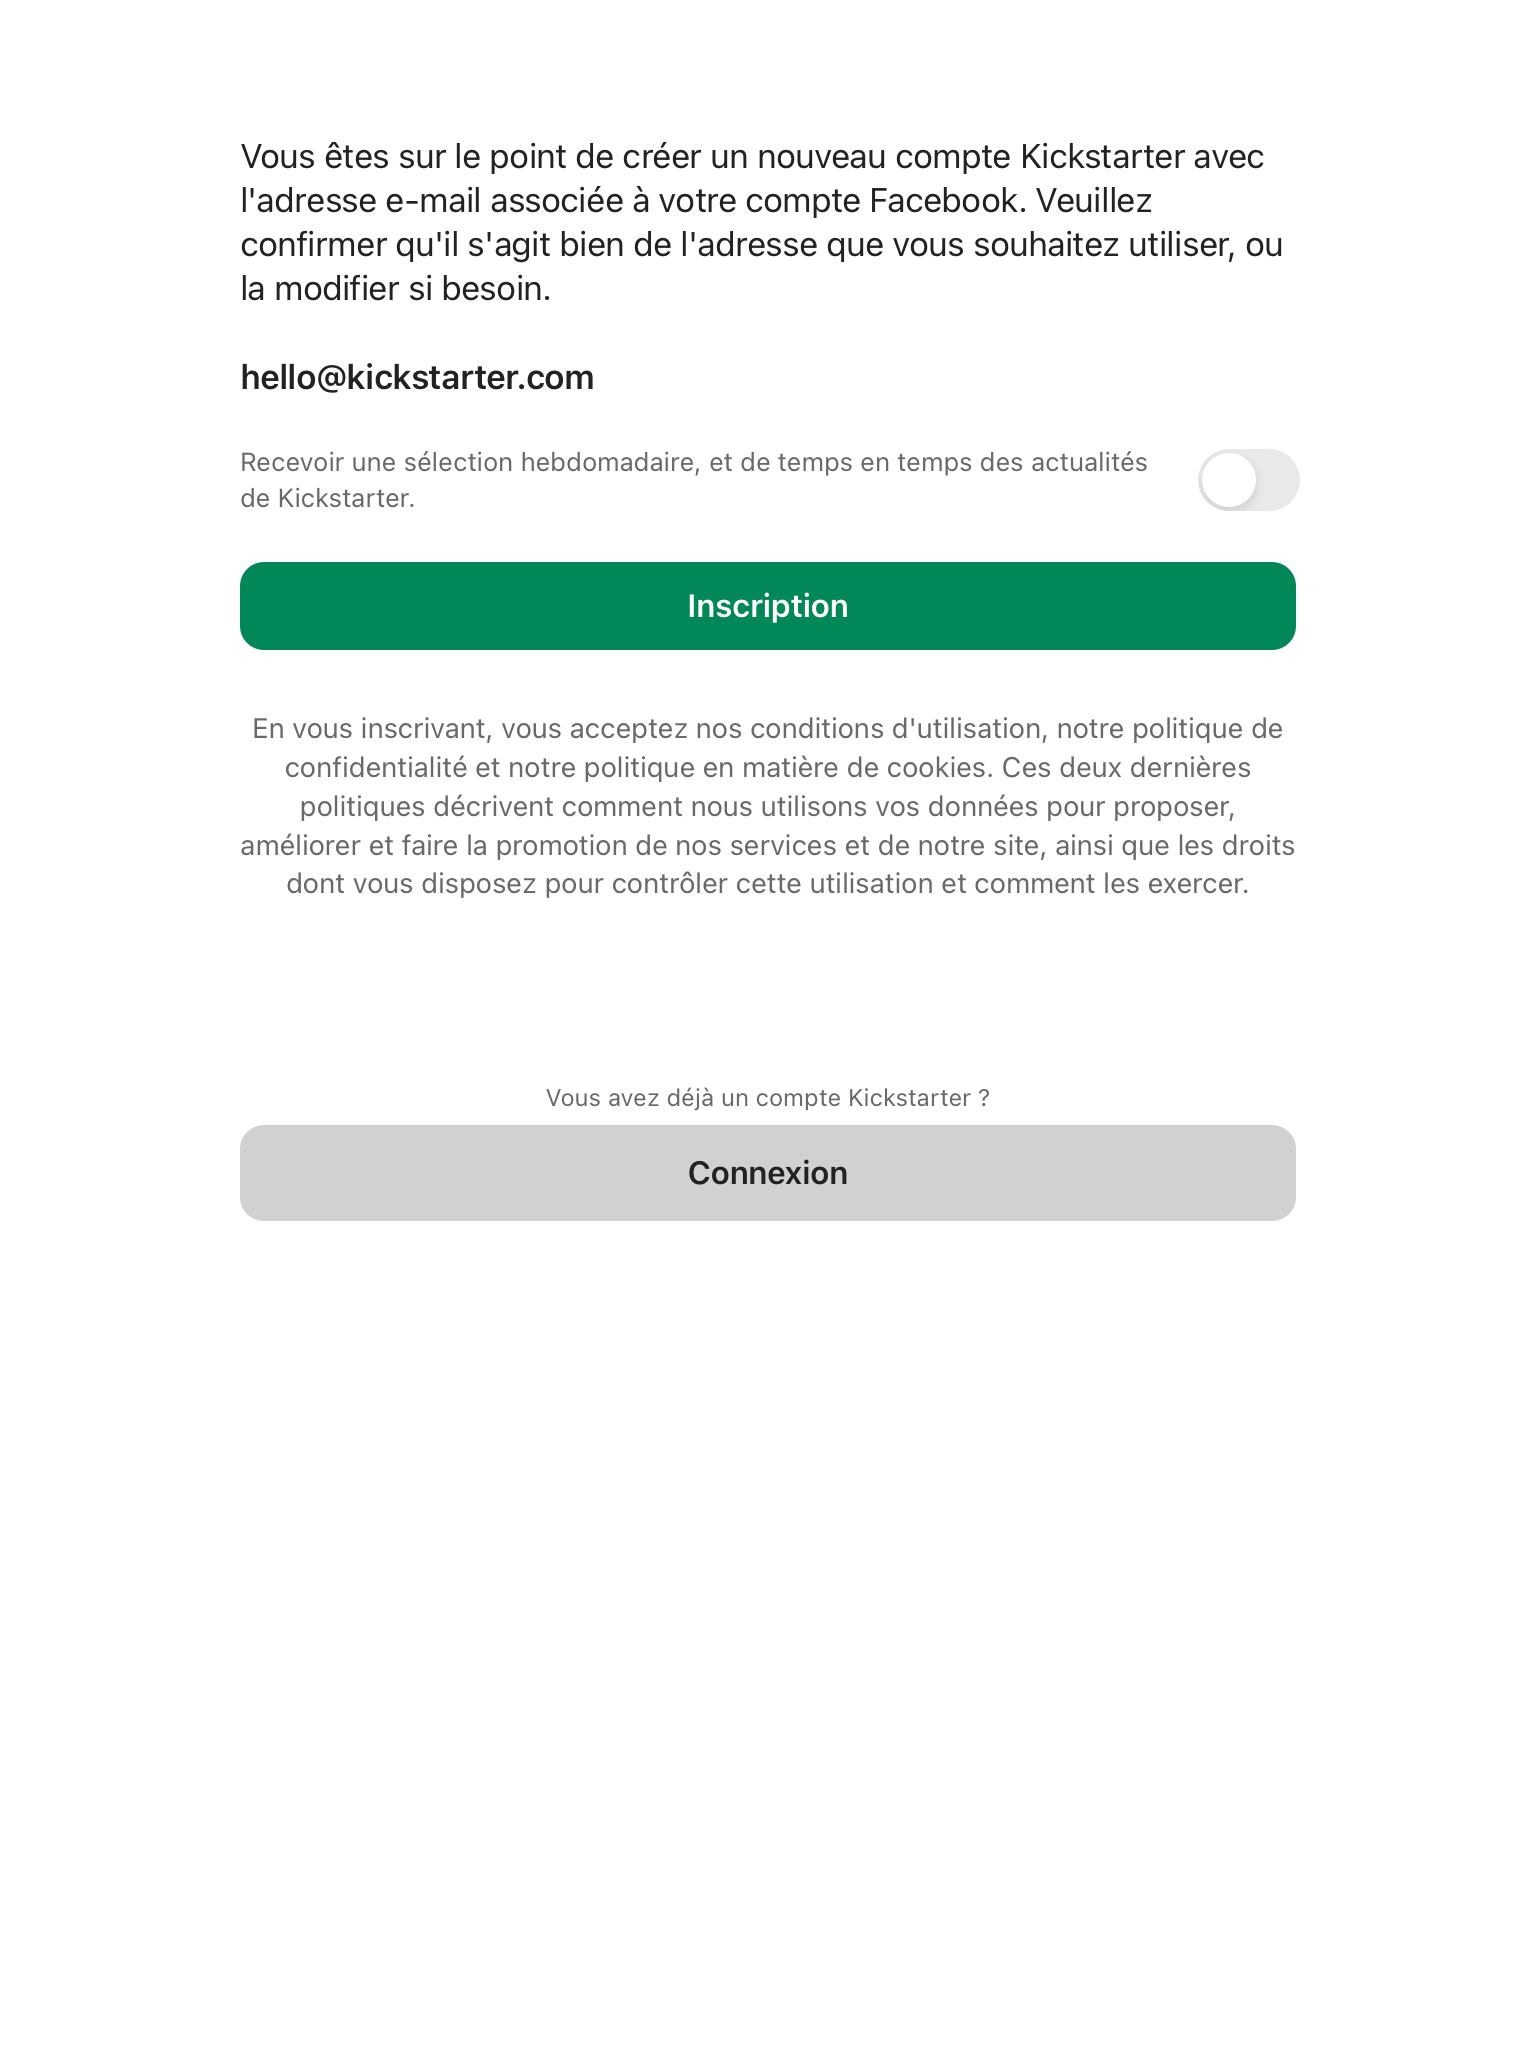 Vous êtes sur le point de créer un nouveau compte Kickstarter avec
l'adresse e-mail associée à votre compte Facebook. Veuillez
confirmer qu'il s'agit bien de l'adresse que vous souhaitez utiliser, ou
la modifier si besoin.
hello@kickstarter.com
Recevoir une sélection hebdomadaire, et de temps en temps des actualités
de Kickstarter.
Inscription
En vous inscrivant, vous acceptez nos conditions d'utilisation, notre politique de
confidentialité et notre politique en matière de cookies. Ces deux dernières
politiques décrivent comment nous utilisons vos données pour proposer,
améliorer et faire la promotion de nos services et de notre site, ainsi que les droits
dont vous disposez pour contrôler cette utilisation et comment les exercer.
Vous avez déjà un compte Kickstarter ?
Connexion